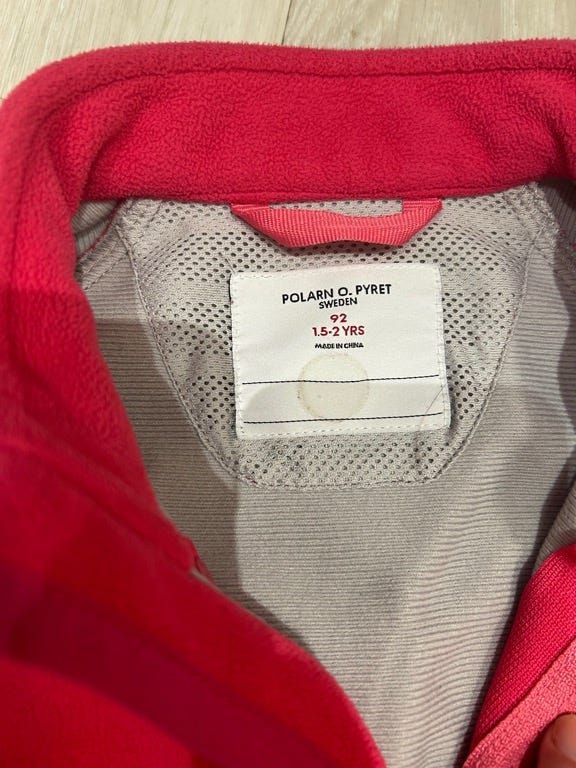 POLARN O. PYRET
SWEDEN
92
1.5-2 YRS
MADE IN CHINA